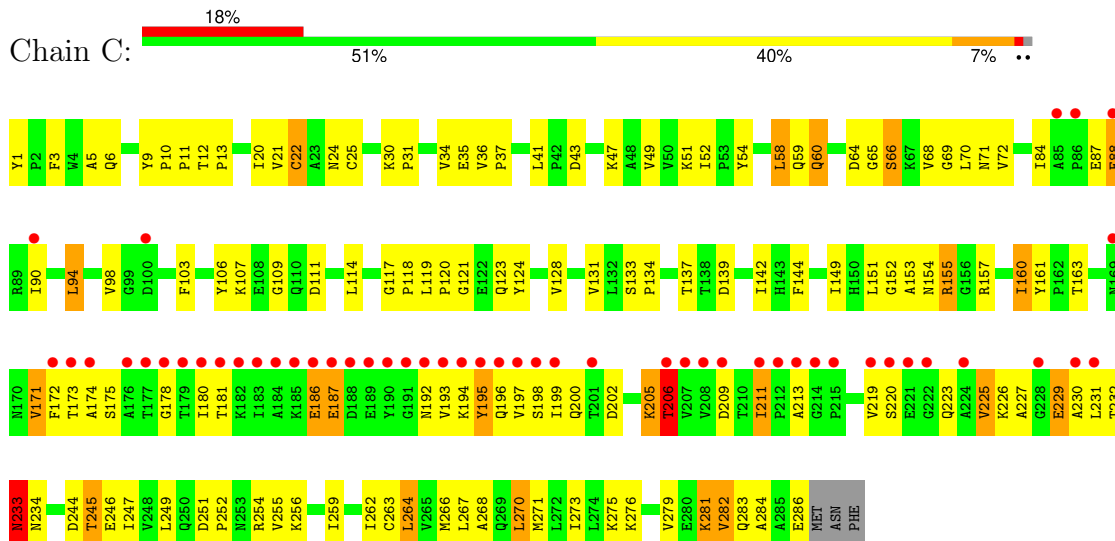 18%
Chain C:
51% 40% 7% ••
Y1 P2 F3 W4 A5 Q6 Y9 P10 P11 T12 P13 I20 V21 C22 A23 N24 C25 K30 P31 V34 E35 V36 P37 L41 P42 D43 K47 A48 V49 V50 K51 I52 P53 Y54 L58 Q59 Q60 D64 G65 S66 K67 V68 G69 L70 N71 V72 I84 A85 P86 E87 E88
R89 I90 L94 V98 G99 D100 F103 Y106 K107 E108 G109 Q110 D111 L114 G117 P118 L119 P120 G121 E122 Q123 Y124 V128 V131 L132 S133 P134 T137 T138 D139 I142 H143 F144 I149 H150 L151 G152 A153 N154 R155 G156 R157 I160 Y161 P162 T163 N169
N170 V171 F172 T173 A174 S175 A176 T177 G178 T179 I180 T181 K182 I183 A184 K185 E186 E187 D188 E189 Y190 G191 N192 V193 K194 Y195 Q196 V197 S198 I199 Q200 T201 D202 K205 T206 V207 V208 D209 T210 I211 P212 A213 G214 P215 V219 S220 E221 G222 Q223 A224 V225 K226 A227 G228 E229 A230 L231 T232
N233 N234 D244 T245 E246 I247 V248 L249 Q250 D251 P252 N253 R254 V255 K256 I259 I262 C263 L264 V265 M266 L267 A268 Q269 L270 M271 L272 I273 L274 K275 K276 V279 E280 K281 V282 Q283 A284 A285 E286 MET ASN PHE